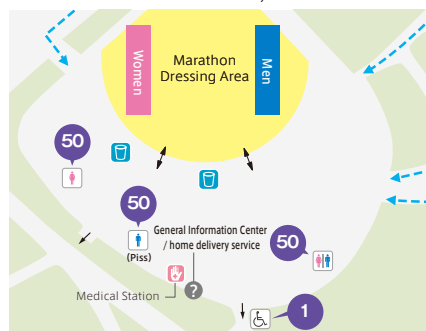 Women
Marathon
Dressing Area
Men
50
50
General Information Center
/ home delivery service
(Piss)
50
Medical Station
?
1